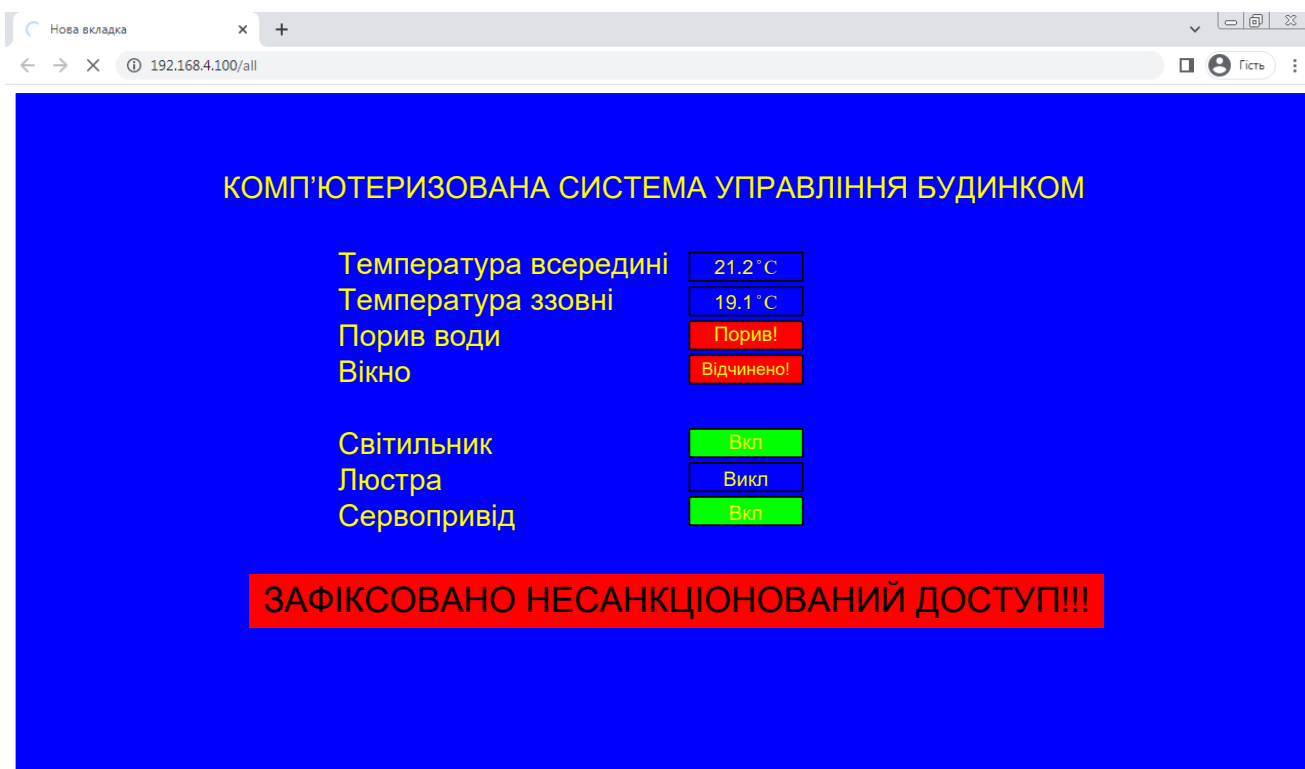 Нова вкладка
192.168.4.100/all
Гість
КОМП’ЮТЕРИЗОВАНА СИСТЕМА УПРАВЛІННЯ БУДИНКОМ
Температура всередині 21.2°C
Температура ззовні 19.1°C
Порив води Порив!
Вікно Відчинено!
Світильник Вкл
Люстра Викл
Сервопривід Вкл
ЗАФІКСОВАНО НЕСАНКЦІОНОВАНИЙ ДОСТУП!!!